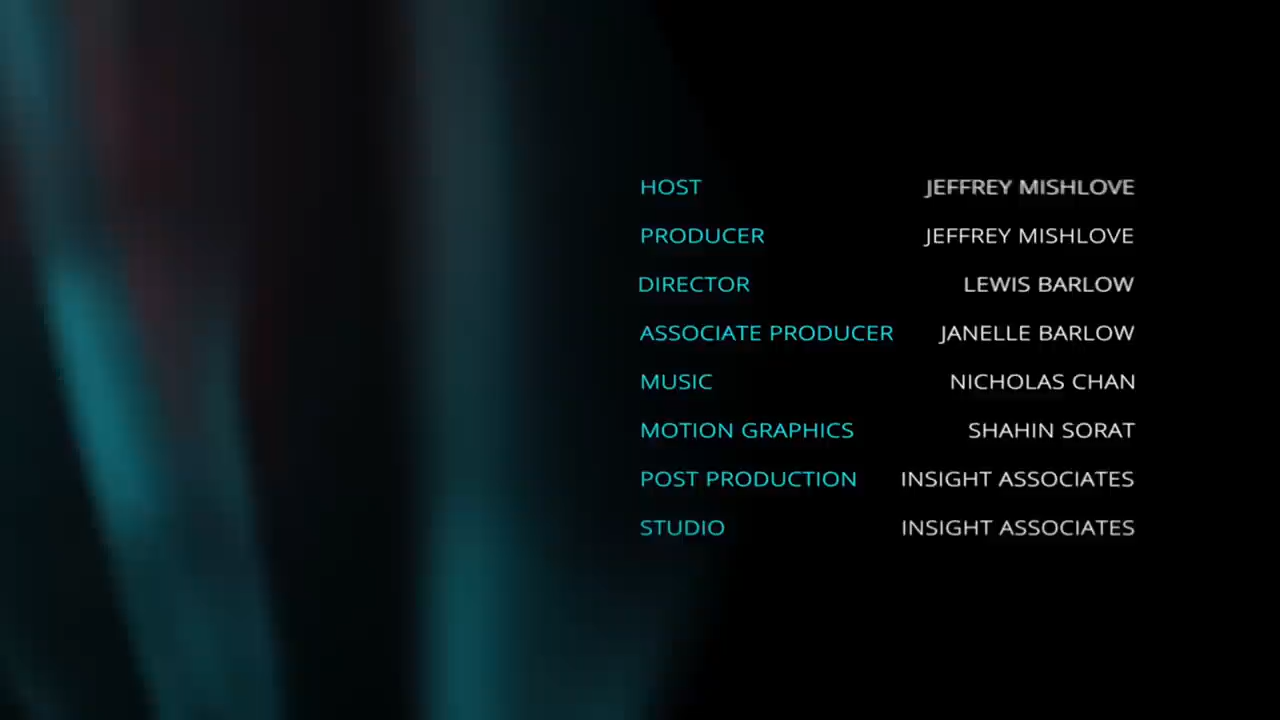 HOST JEFFREY MISHLOVE
PRODUCER JEFFREY MISHLOVE
DIRECTOR LEWIS BARLOW
ASSOCIATE PRODUCER JANELLE BARLOW
MUSIC NICHOLAS CHAN
MOTION GRAPHICS SHAHIN SORAT
POST PRODUCTION INSIGHT ASSOCIATES
STUDIO INSIGHT ASSOCIATES